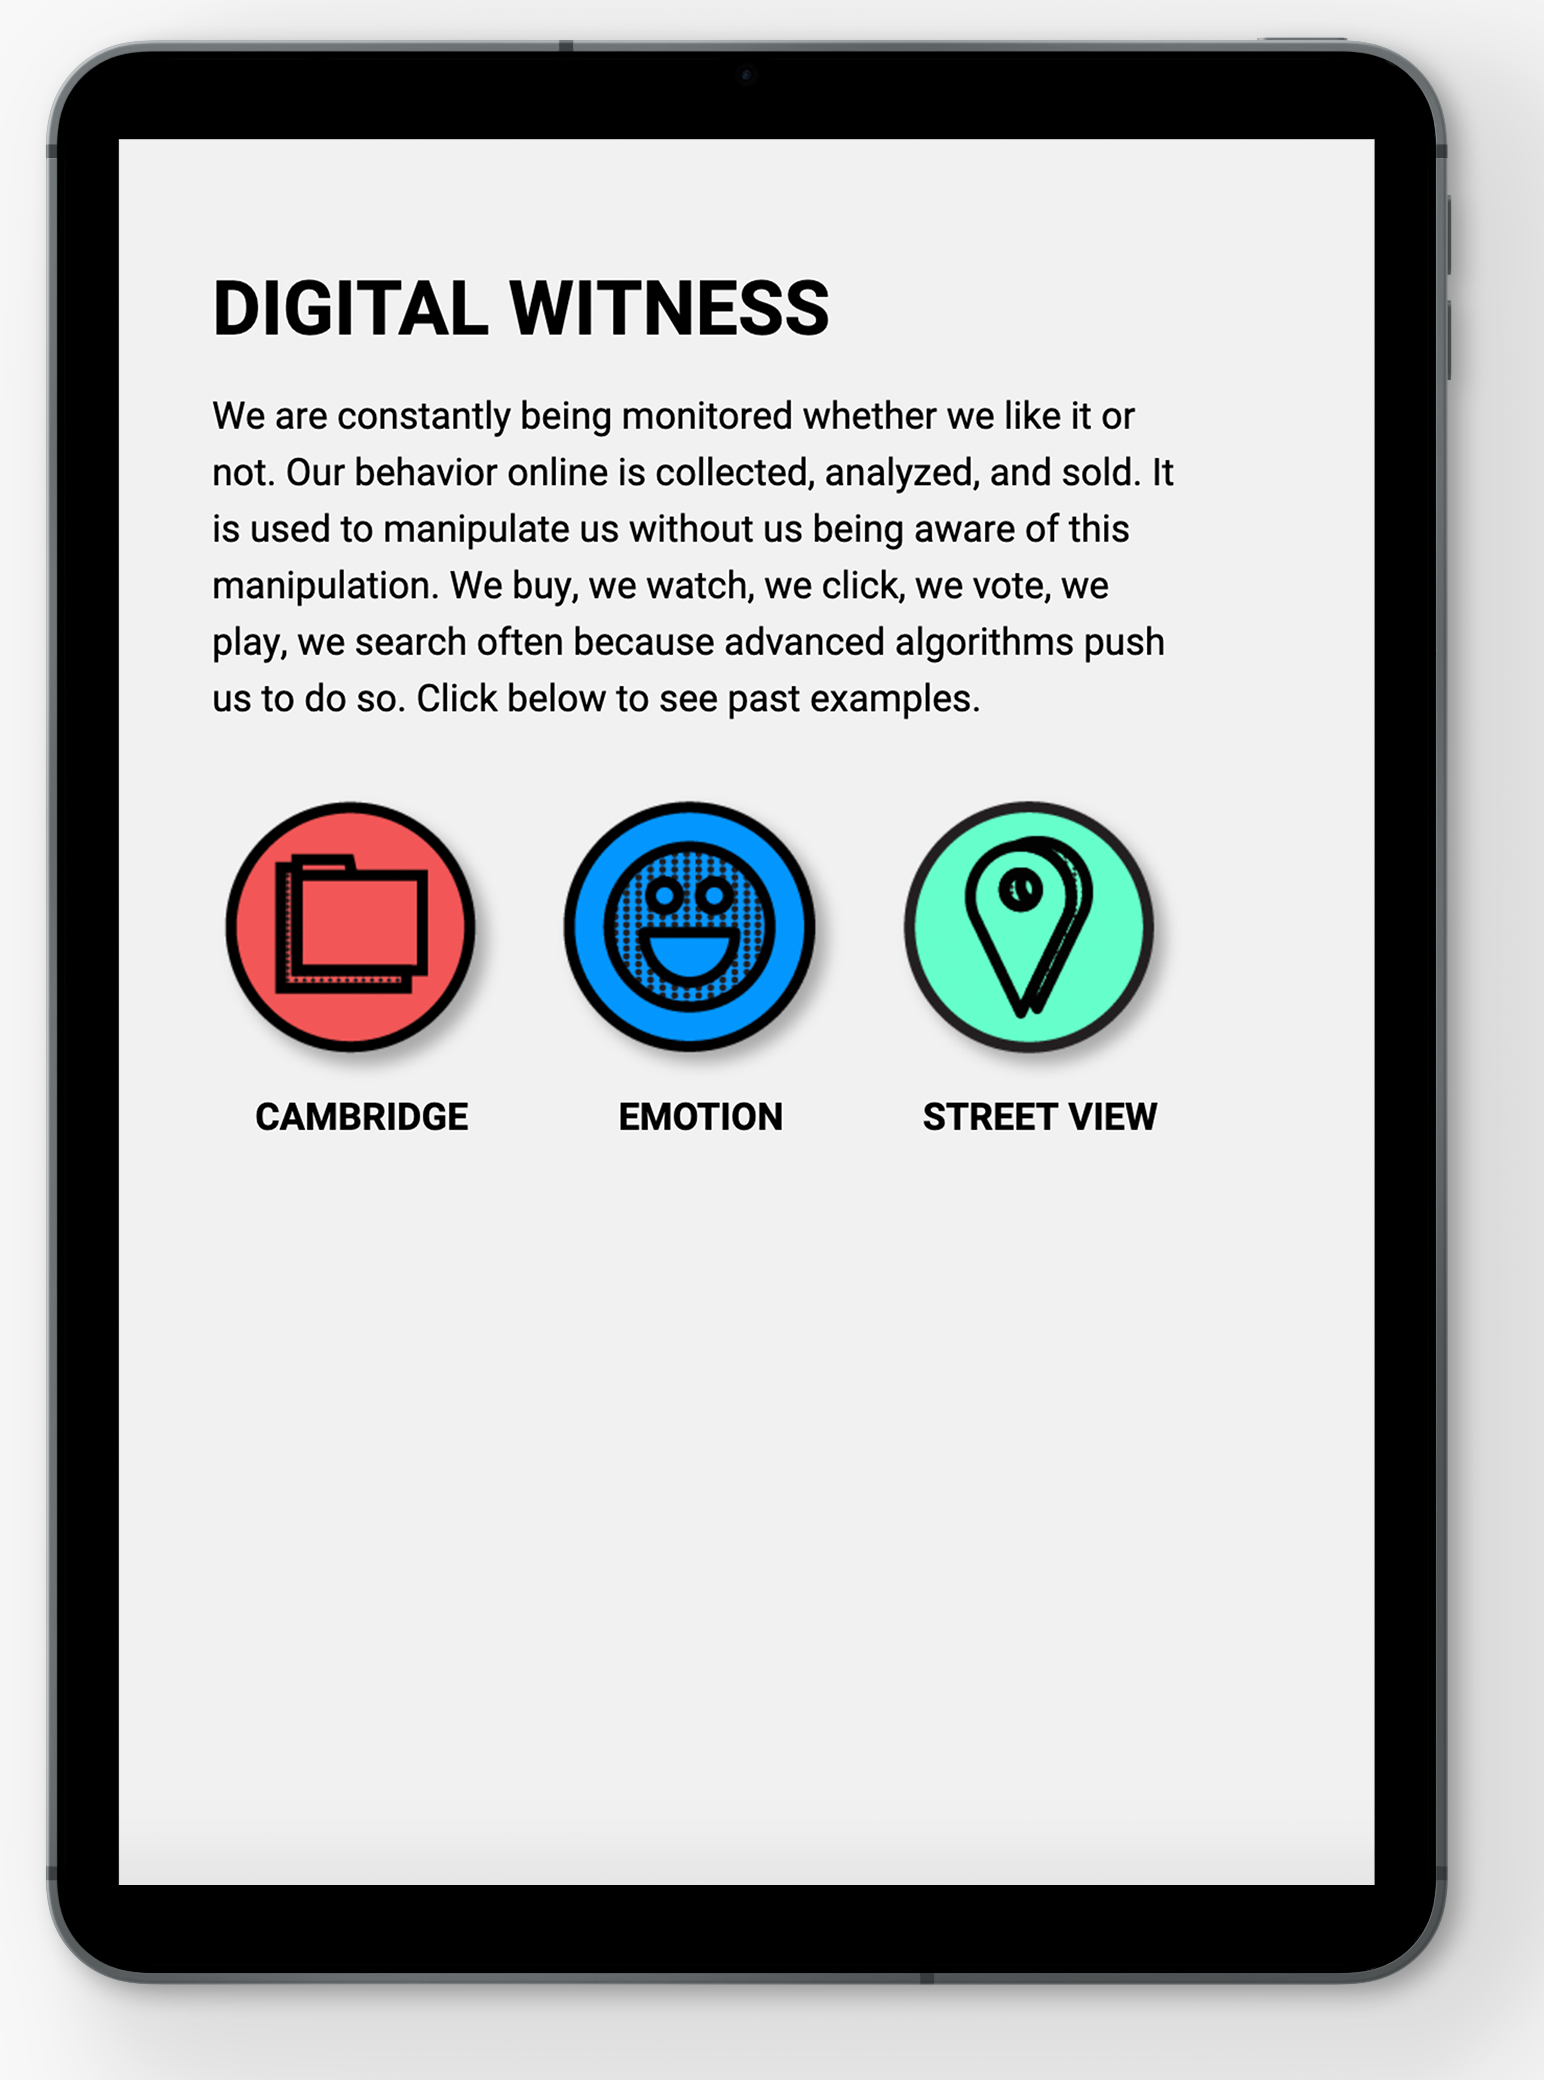 DIGITAL WITNESS
We are constantly being monitored whether we like it or
not. Our behavior online is collected, analyzed, and sold. It
is used to manipulate us without us being aware of this
manipulation. We buy, we watch, we click, we vote, we
play, we search often because advanced algorithms push
us to do so. Click below to see past examples.
CAMBRIDGE
EMOTION
STREET VIEW